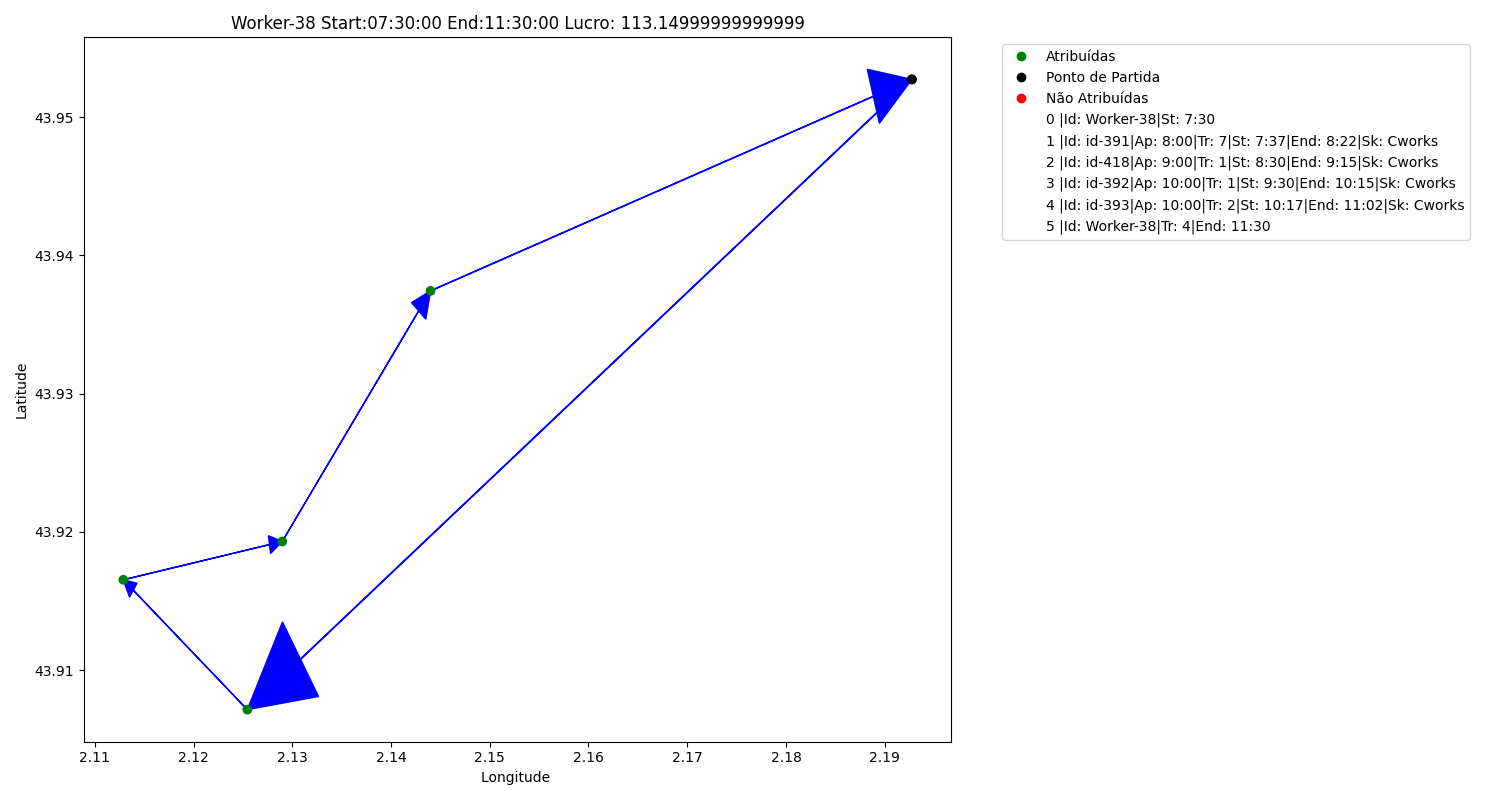 Worker-38 Start:07:30:00 End:11:30:00 Lucro: 113.14999999999999
43.95
43.94
43.93
43.92
43.91
Latitude
2.11 2.12 2.13 2.14 2.15 2.16 2.17 2.18 2.19
Longitude
Atribuídas
Ponto de Partida
Não Atribuídas
0 |Id: Worker-38|St: 7:30
1 |Id: id-391|Ap: 8:00|Tr: 7|St: 7:37|End: 8:22|Sk: Cworks
2 |Id: id-418|Ap: 9:00|Tr: 1|St: 8:30|End: 9:15|Sk: Cworks
3 |Id: id-392|Ap: 10:00|Tr: 1|St: 9:30|End: 10:15|Sk: Cworks
4 |Id: id-393|Ap: 10:00|Tr: 2|St: 10:17|End: 11:02|Sk: Cworks
5 |Id: Worker-38|Tr: 4|End: 11:30